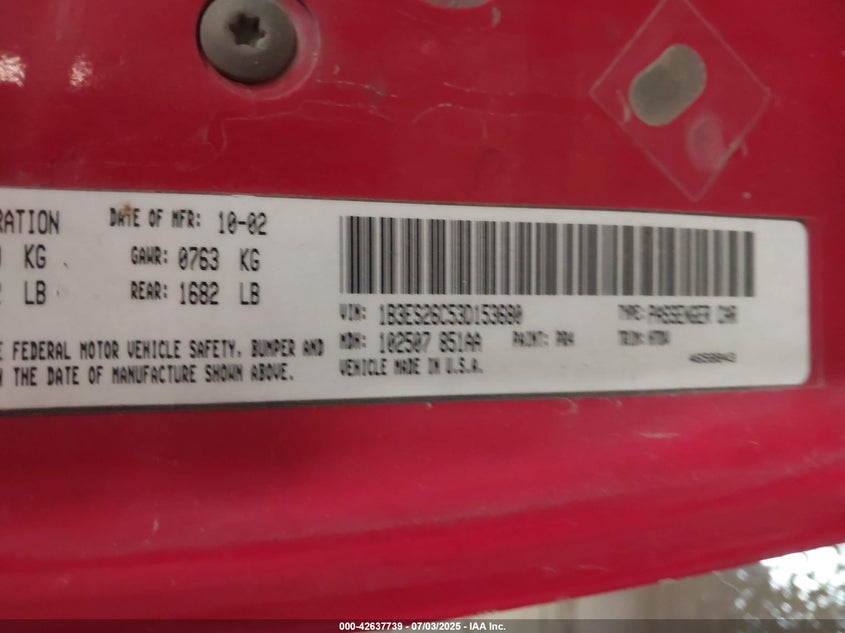 RATION DATE OF MFR: 10-02
KG GAWR: 0763 KG
LB REAR: 1682 LB
E FEDERAL MOTOR VEHICLE SAFETY, BUMPER AND
N THE DATE OF MANUFACTURE SHOWN ABOVE.
VIN: 1B3ES26C53D153680 TYPE: PASSENGER CAR
MDH: 102507 851AA PAINT: PR4 TRIM:
VEHICLE MADE IN U.S.A.
000-42637739 - 07/03/2025 - IAA Inc.